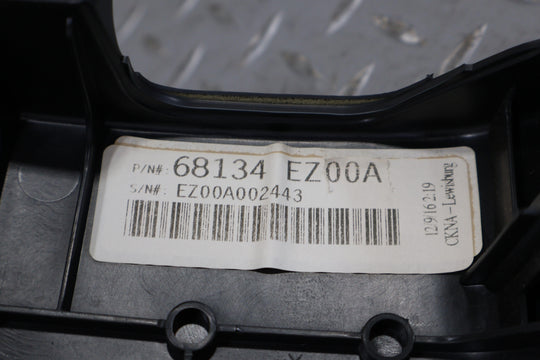 P/N#: 68134 EZ00A
S/N#: EZ00A002443
12 9 16 2:19
CKNA-Lewisburg